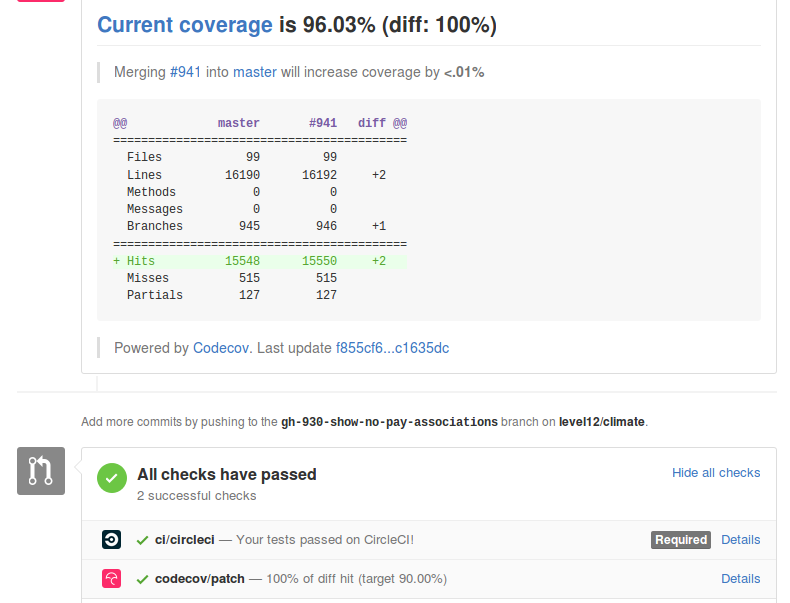 Current coverage is 96.03% (diff: 100%)
Merging #941 into master will increase coverage by <.01%
@@             master       #941   diff @@
==========================================
  Files            99         99
  Lines         16190      16192     +2
  Methods           0          0
  Messages          0          0
  Branches        945        946     +1
==========================================
+ Hits          15548      15550     +2
  Misses          515        515
  Partials        127        127
Powered by Codecov. Last update f855cf6...c1635dc
Add more commits by pushing to the gh-930-show-no-pay-associations branch on level12/climate.
All checks have passed Hide all checks
2 successful checks
ci/circleci — Your tests passed on CircleCI! Required Details
codecov/patch — 100% of diff hit (target 90.00%) Details